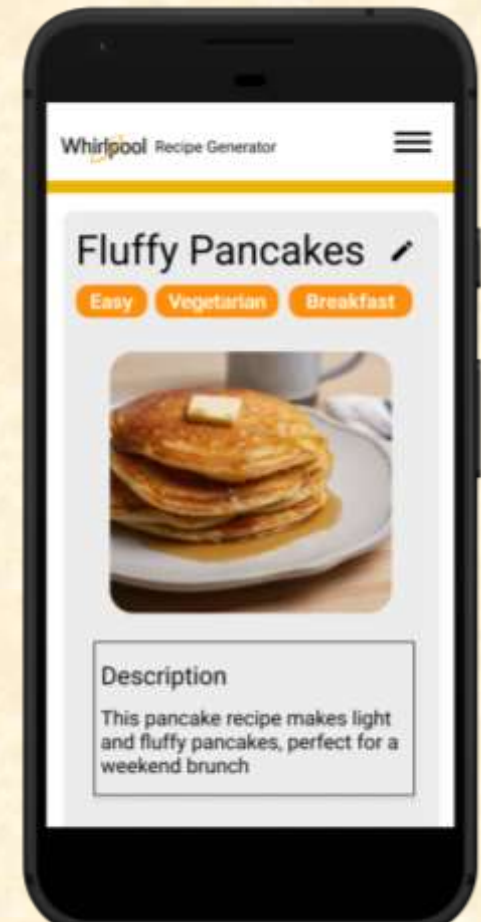 Whirlpool Recipe Generator
Fluffy Pancakes
Easy Vegetarian Breakfast
Description
This pancake recipe makes light
and fluffy pancakes, perfect for a
weekend brunch